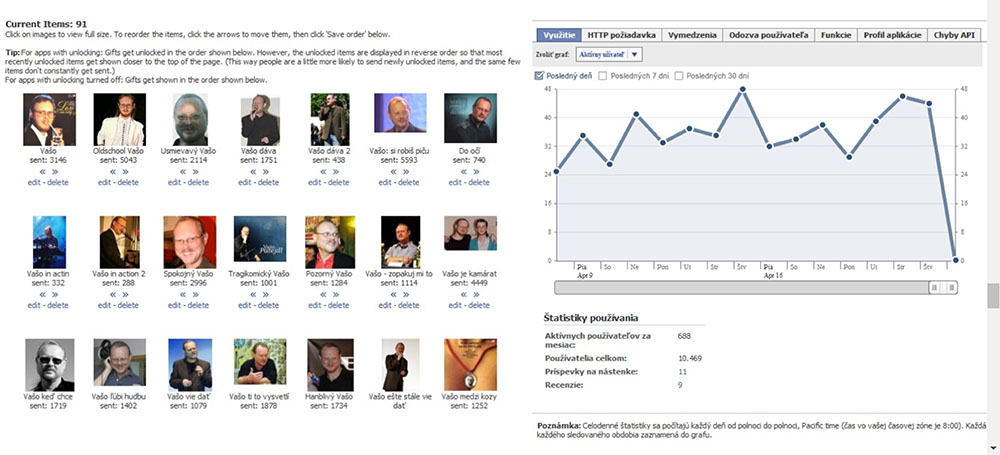 Current Items: 91
Click on images to view full size. To reorder the items, click the arrows to move them, then click 'Save order' below.
Tip: For apps with unlocking: Gifts get unlocked in the order shown below. However, the unlocked items are displayed in reverse order so that most
recently unlocked items get shown closer to the top of the page. (This way people are a little more likely to send newly unlocked items, and the same few
items don't constantly get sent.)
For apps with unlocking turned off: Gifts get shown in the order shown below.
Vašo Oldschool Vašo Usmievavý Vašo Vašo dáva Vašo dáva 2 Vašo: si robíš piču Do očí
sent: 3146 sent: 5043 sent: 2114 sent: 1751 sent: 438 sent: 5593 sent: 740
« » « » « » « » « » « » « »
edit - delete edit - delete edit - delete edit - delete edit - delete edit - delete edit - delete
Vašo in actin Vašo in action 2 Spokojný Vašo Tragikomický Vašo Pozorný Vašo Vašo - zopakuj mi to Vašo je kamárat
sent: 332 sent: 288 sent: 2996 sent: 1001 sent: 1284 sent: 1114 sent: 4449
« » « » « » « » « » « » « »
edit - delete edit - delete edit - delete edit - delete edit - delete edit - delete edit - delete
Vašo keď chce Vašo ľúbi hudbu Vašo vie dať Vašo ti to vysvetlí Hanblivý Vašo Vašo ešte stále vie Vašo medzi kozy
dať
sent: 1719 sent: 1402 sent: 1079 sent: 1878 sent: 1734 sent: 1252
Využitie HTTP požiadavka Vymedzenia Odozva používateľa Funkcie Profil aplikácie Chyby API
Zvoliť graf: Aktívny užívateľ
Posledný deň Posledných 7 dní Posledných 30 dní
48 48
40 40
32 32
24 24
16 16
8 8
0 0
Pia So Ne Pon Ut Str Štv Pia So Ne Pon Ut Str Štv
Apr 9 Apr 16
Štatistiky používania
Aktívnych používateľov za 688
mesiac:
Používatelia celkom: 10.469
Príspevky na nástenke: 11
Recenzie: 9
Poznámka: Celodenné štatistiky sa počítajú každý deň od polnoci do polnoci, Pacific time (čas vo vašej časovej zóne je 8:00). Každá
každého sledovaného obdobia zaznamená do grafu.